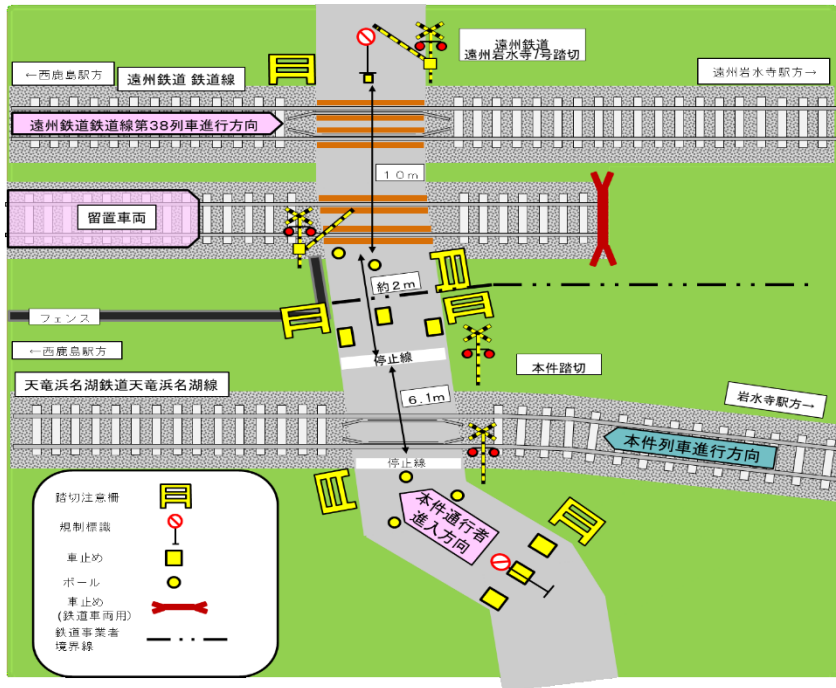 遠州鉄道
遠州岩水寺7号踏切
←西鹿島駅方
遠州鉄道 鉄道線
遠州岩水寺駅方→
遠州鉄道鉄道線第38列車進行方向
10m
留置車両
約2m
フェンス
←西鹿島駅方
停止線
本件踏切
天竜浜名湖鉄道天竜浜名湖線
6.1m
岩水寺駅方→
本件列車進行方向
停止線
踏切注意柵
規制標識
車止め
ポール
車止め
(鉄道車両用)
鉄道事業者
境界線
本件通行者
進入方向